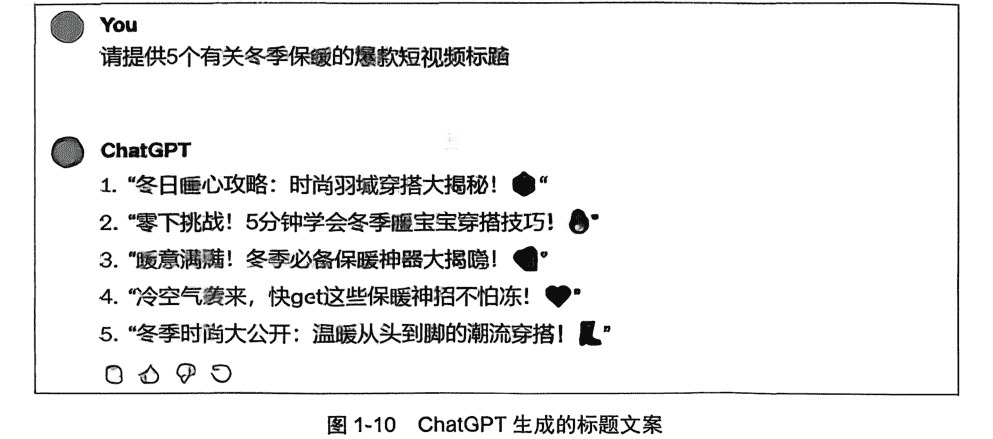 You
请提供5个有关冬季保暖的爆款短视频标题
ChatGPT
1. “冬日暖心攻略：时尚羽绒穿搭大揭秘！“
2. “零下挑战！5分钟学会冬季暖宝宝穿搭技巧！”
3. “暖意满满！冬季必备保暖神器大揭秘！”
4. “冷空气袭来，快get这些保暖神招不怕冻！”
5. “冬季时尚大公开：温暖从头到脚的潮流穿搭！”
图 1-10 ChatGPT 生成的标题文案